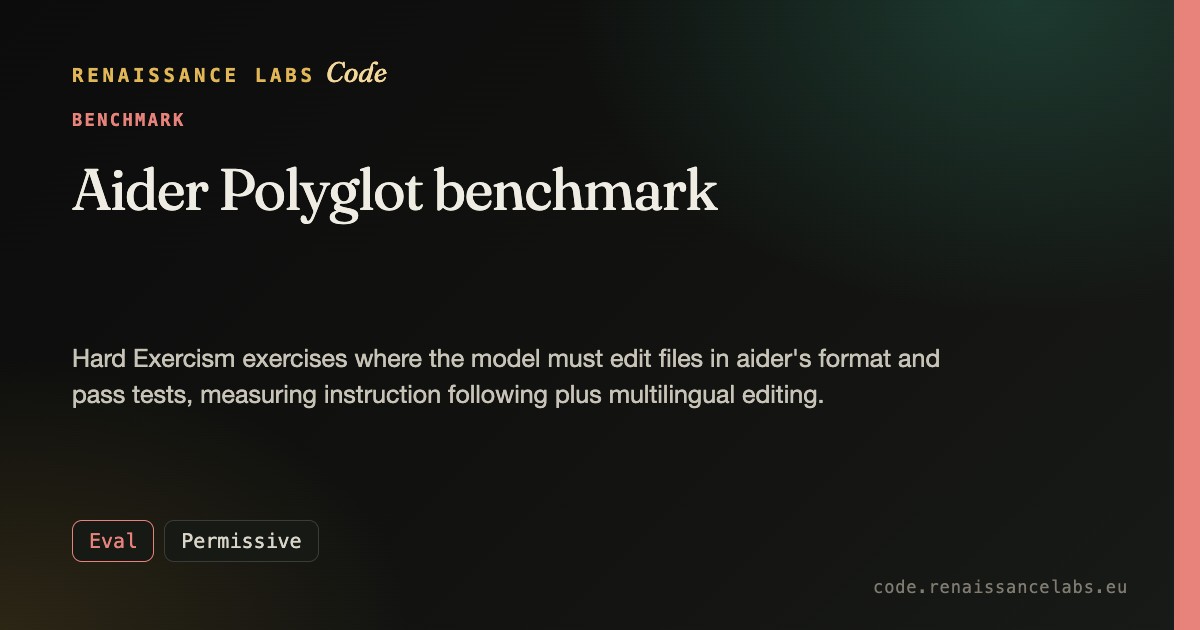 RENAISSANCE LABS Code
BENCHMARK
Aider Polyglot benchmark
Hard Exercism exercises where the model must edit files in aider's format and
pass tests, measuring instruction following plus multilingual editing.
Eval
Permissive
code.renaissancelabs.eu